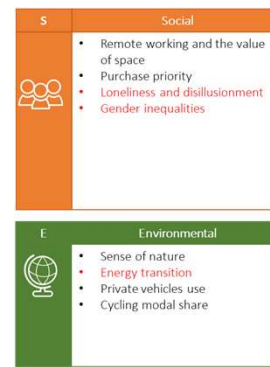 S Social
• Remote working and the value
of space
• Purchase priority
• Loneliness and disillusionment
• Gender inequalities
E Environmental
• Sense of nature
• Energy transition
• Private vehicles use
• Cycling modal share